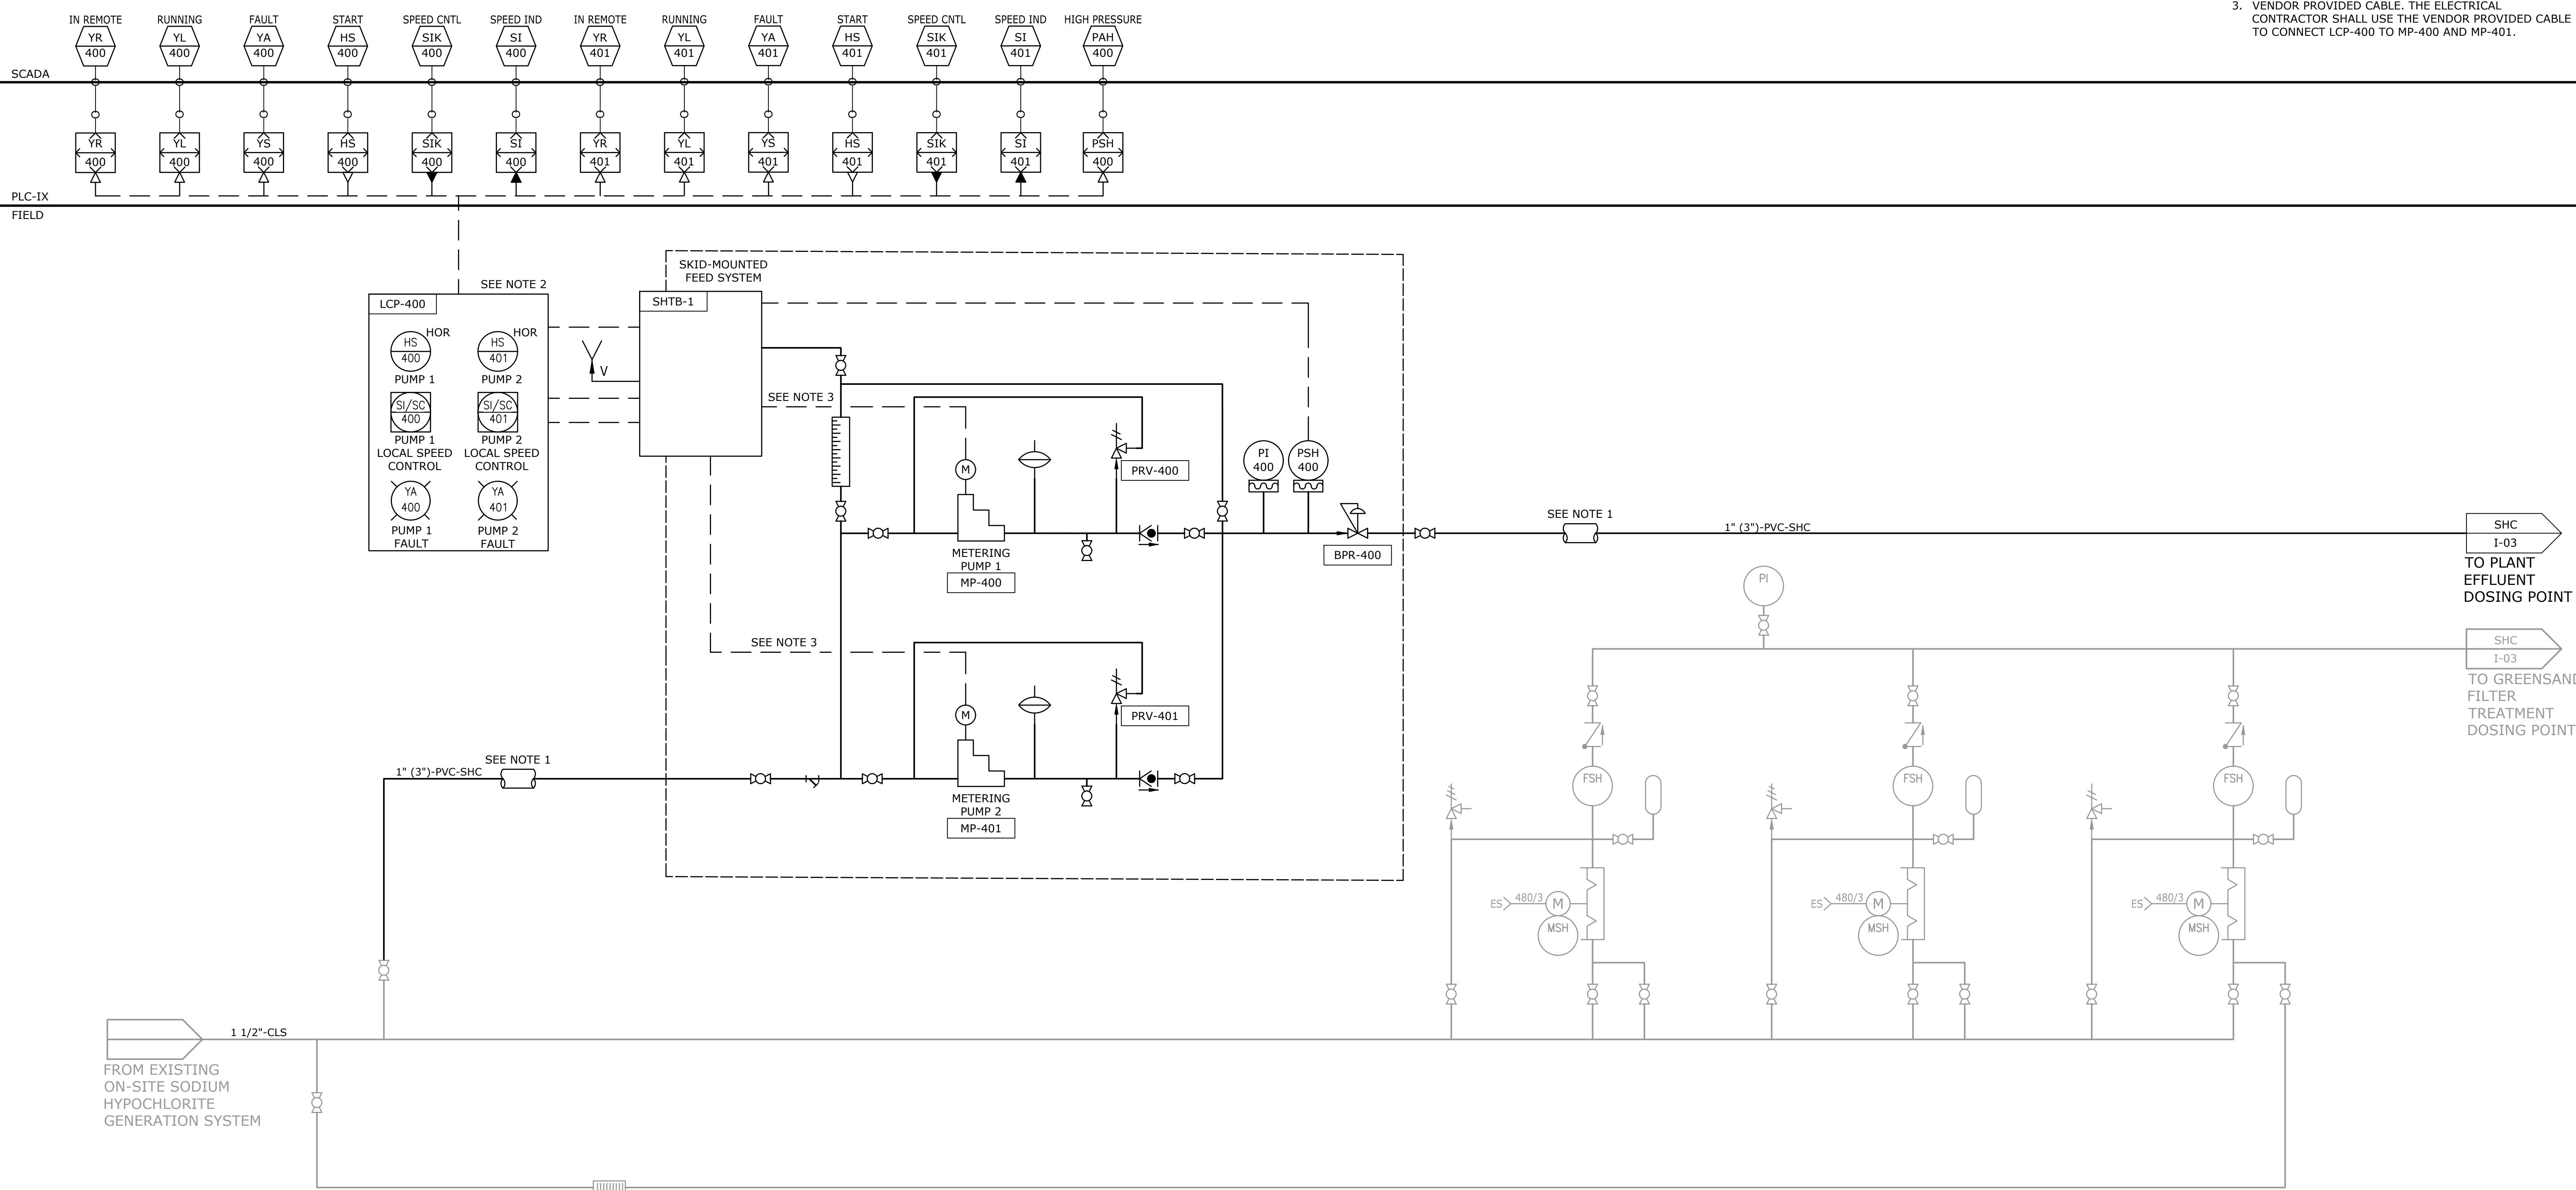 IN REMOTE
RUNNING
FAULT
START
SPEED CNTL
SPEED IND
IN REMOTE
RUNNING
FAULT
START
SPEED CNTL
SPEED IND
HIGH PRESSURE
YR
400
YL
400
YA
400
HS
400
SIK
400
SI
400
YR
401
YL
401
YA
401
HS
401
SIK
401
SI
401
PAH
400
3. VENDOR PROVIDED CABLE. THE ELECTRICAL
CONTRACTOR SHALL USE THE VENDOR PROVIDED CABLE
TO CONNECT LCP-400 TO MP-400 AND MP-401.
SCADA
YR
400
YL
400
YS
400
HS
400
SIK
400
SI
400
YR
401
YL
401
YS
401
HS
401
SIK
401
SI
401
PSH
400
PLC-IX
FIELD
SEE NOTE 2
LCP-400
HS
400
HOR
PUMP 1
HS
401
HOR
PUMP 2
SI/SC
400
PUMP 1
LOCAL SPEED
CONTROL
SI/SC
401
PUMP 2
LOCAL SPEED
CONTROL
YA
400
PUMP 1
FAULT
YA
401
PUMP 2
FAULT
V
SKID-MOUNTED
FEED SYSTEM
SHTB-1
SEE NOTE 3
M
PRV-400
PI
400
PSH
400
BPR-400
METERING
PUMP 1
MP-400
SEE NOTE 1
1" (3")-PVC-SHC
SHC
I-03
TO PLANT
EFFLUENT
DOSING POINT
SEE NOTE 3
M
PRV-401
METERING
PUMP 2
MP-401
SEE NOTE 1
1" (3")-PVC-SHC
PI
SHC
I-03
TO GREENSAND
FILTER
TREATMENT
DOSING POINT
FSH
FSH
FSH
ES
480/3
M
MSH
ES
480/3
M
MSH
ES
480/3
M
MSH
1 1/2"-CLS
FROM EXISTING
ON-SITE SODIUM
HYPOCHLORITE
GENERATION SYSTEM